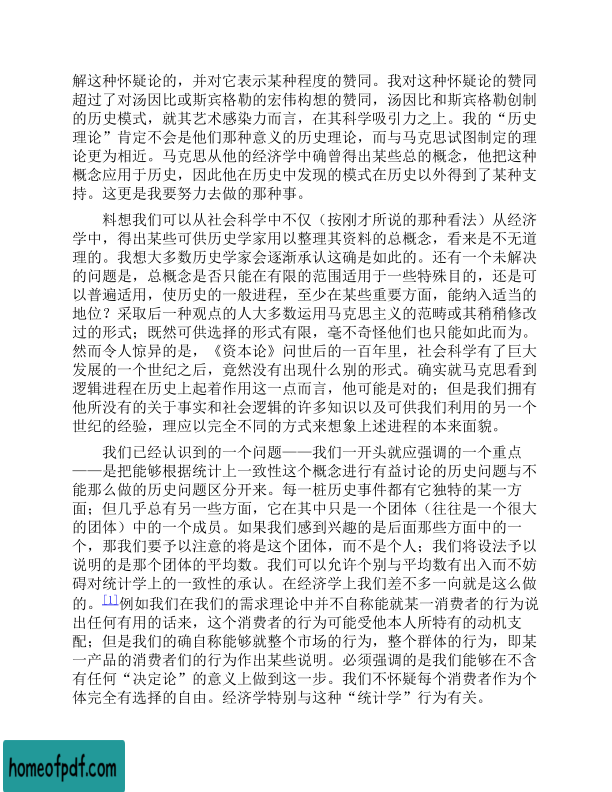 解这种怀疑论的，并对它表示某种程度的赞同。我对这种怀疑论的赞同
超过了对汤因比或斯宾格勒的宏伟构想的赞同，汤因比和斯宾格勒创制
的历史模式，就其艺术感染力而言，在其科学吸引力之上。我的“历史
理论”肯定不会是他们那种意义的历史理论，而与马克思试图制定的理
论更为相近。马克思从他的经济学中确曾得出某些总的概念，他把这种
概念应用于历史，因此他在历史中发现的模式在历史以外得到了某种支
持。这更是我要努力去做的那种事。
料想我们可以从社会科学中不仅（按刚才所说的那种看法）从经济
学中，得出某些可供历史学家用以整理其资料的总概念，看来是不无道
理的。我想大多数历史学家会逐渐承认这确是如此的。还有一个未解决
的问题是，总概念是否只能在有限的范围适用于一些特殊目的，还是可
以普遍适用，使历史的一般进程，至少在某些重要方面，能纳入适当的
地位？采取后一种观点的人大多数运用马克思主义的范畴或其稍稍修改
过的形式；既然可供选择的形式有限，毫不奇怪他们也只能如此而为。
然而令人惊异的是，《资本论》问世后的一百年里，社会科学有了巨大
发展的一个世纪之后，竟然没有出现什么别的形式。确实就马克思看到
逻辑进程在历史上起着作用这一点而言，他可能是对的；但是我们拥有
他所没有的关于事实和社会逻辑的许多知识以及可供我们利用的另一个
世纪的经验，理应以完全不同的方式来想象上述进程的本来面貌。
我们已经认识到的一个问题——我们一开头就应强调的一个重点
——是把能够根据统计上一致性这个概念进行有益讨论的历史问题与不
能那么做的历史问题区分开来。每一桩历史事件都有它独特的某一方
面；但几乎总有另一些方面，它在其中只是一个团体（往往是一个很大
的团体）中的一个成员。如果我们感到兴趣的是后面那些方面中的一
个，那我们要予以注意的将是这个团体，而不是个人；我们将设法予以
说明的是那个团体的平均数。我们可以允许个别与平均数有出入而不妨
碍对统计学上的一致性的承认。在经济学上我们差不多一向就是这么做
的。[1]例如我们在我们的需求理论中并不自称能就某一消费者的行为说
出任何有用的话来，这个消费者的行为可能受他本人所特有的动机支
配；但是我们的确自称能够就整个市场的行为，整个群体的行为，即某
一产品的消费者们的行为作出某些说明。必须强调的是我们能够在不含
有任何“决定论”的意义上做到这一步。我们不怀疑每个消费者作为个
体完全有选择的自由。经济学特别与这种“统计学”行为有关。
homeofpdf.com